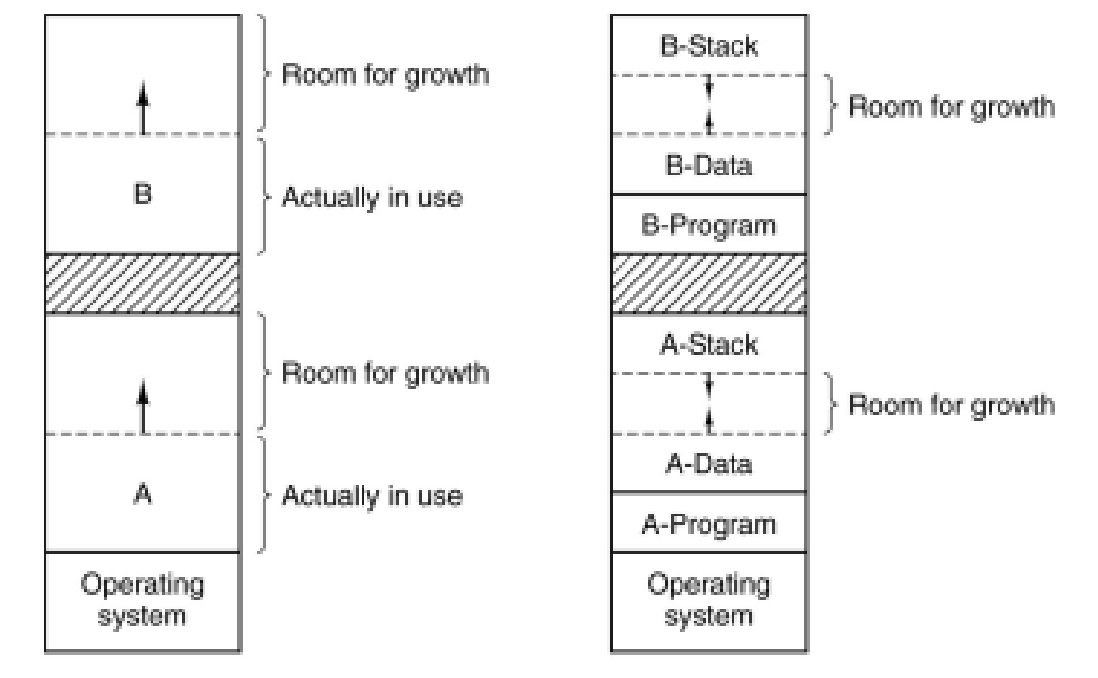 Room for growth
B
Actually in use
Room for growth
A
Actually in use
Operating
system
B-Stack
Room for growth
B-Data
B-Program
A-Stack
Room for growth
A-Data
A-Program
Operating
system